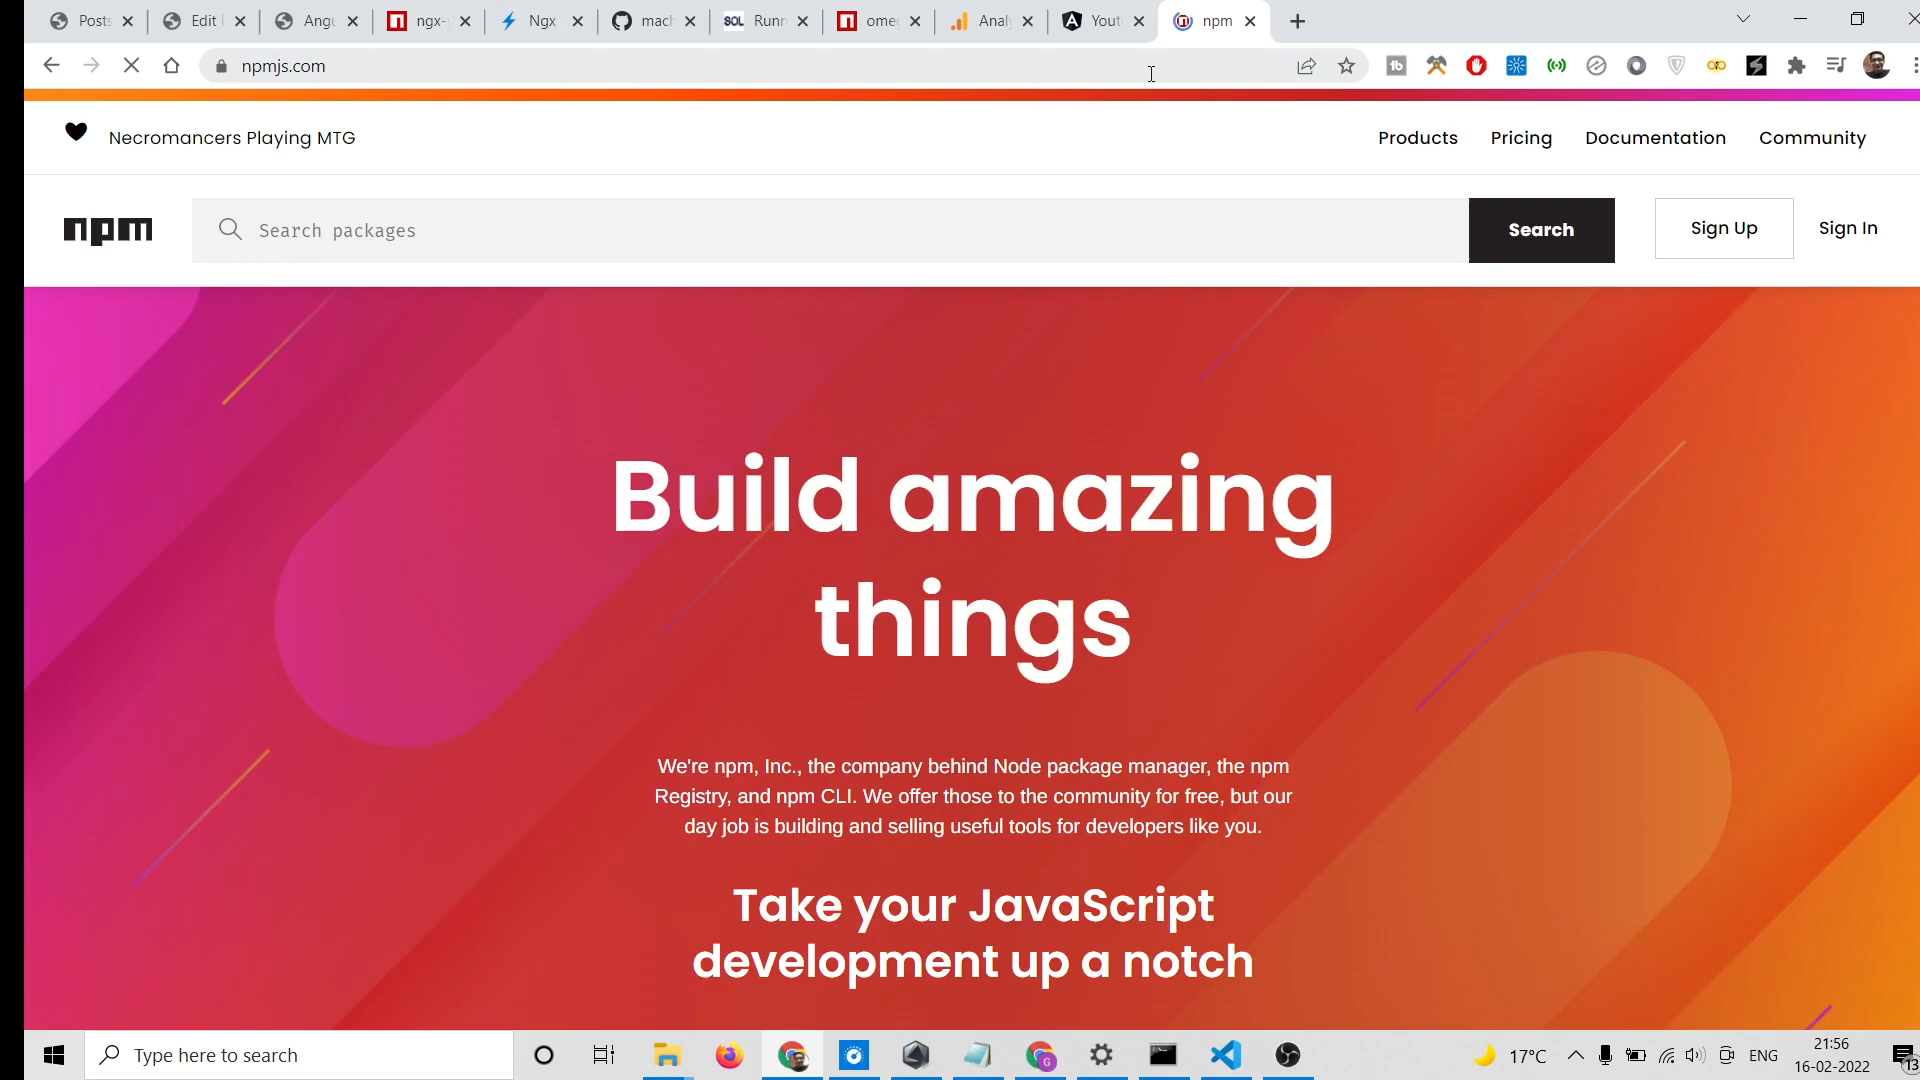 Posts
Edit
Angu
ngx-
Ngx
mach
SOL
Runn
ome
Analy
Yout
npm
npmjs.com
Necromancers Playing MTG
Products
Pricing
Documentation
Community
npm
Search packages
Search
Sign Up
Sign In
Build amazing
things
We're npm, Inc., the company behind Node package manager, the npm
Registry, and npm CLI. We offer those to the community for free, but our
day job is building and selling useful tools for developers like you.
Take your JavaScript
development up a notch
Type here to search
17°C
ENG
21:56
16-02-2022
13